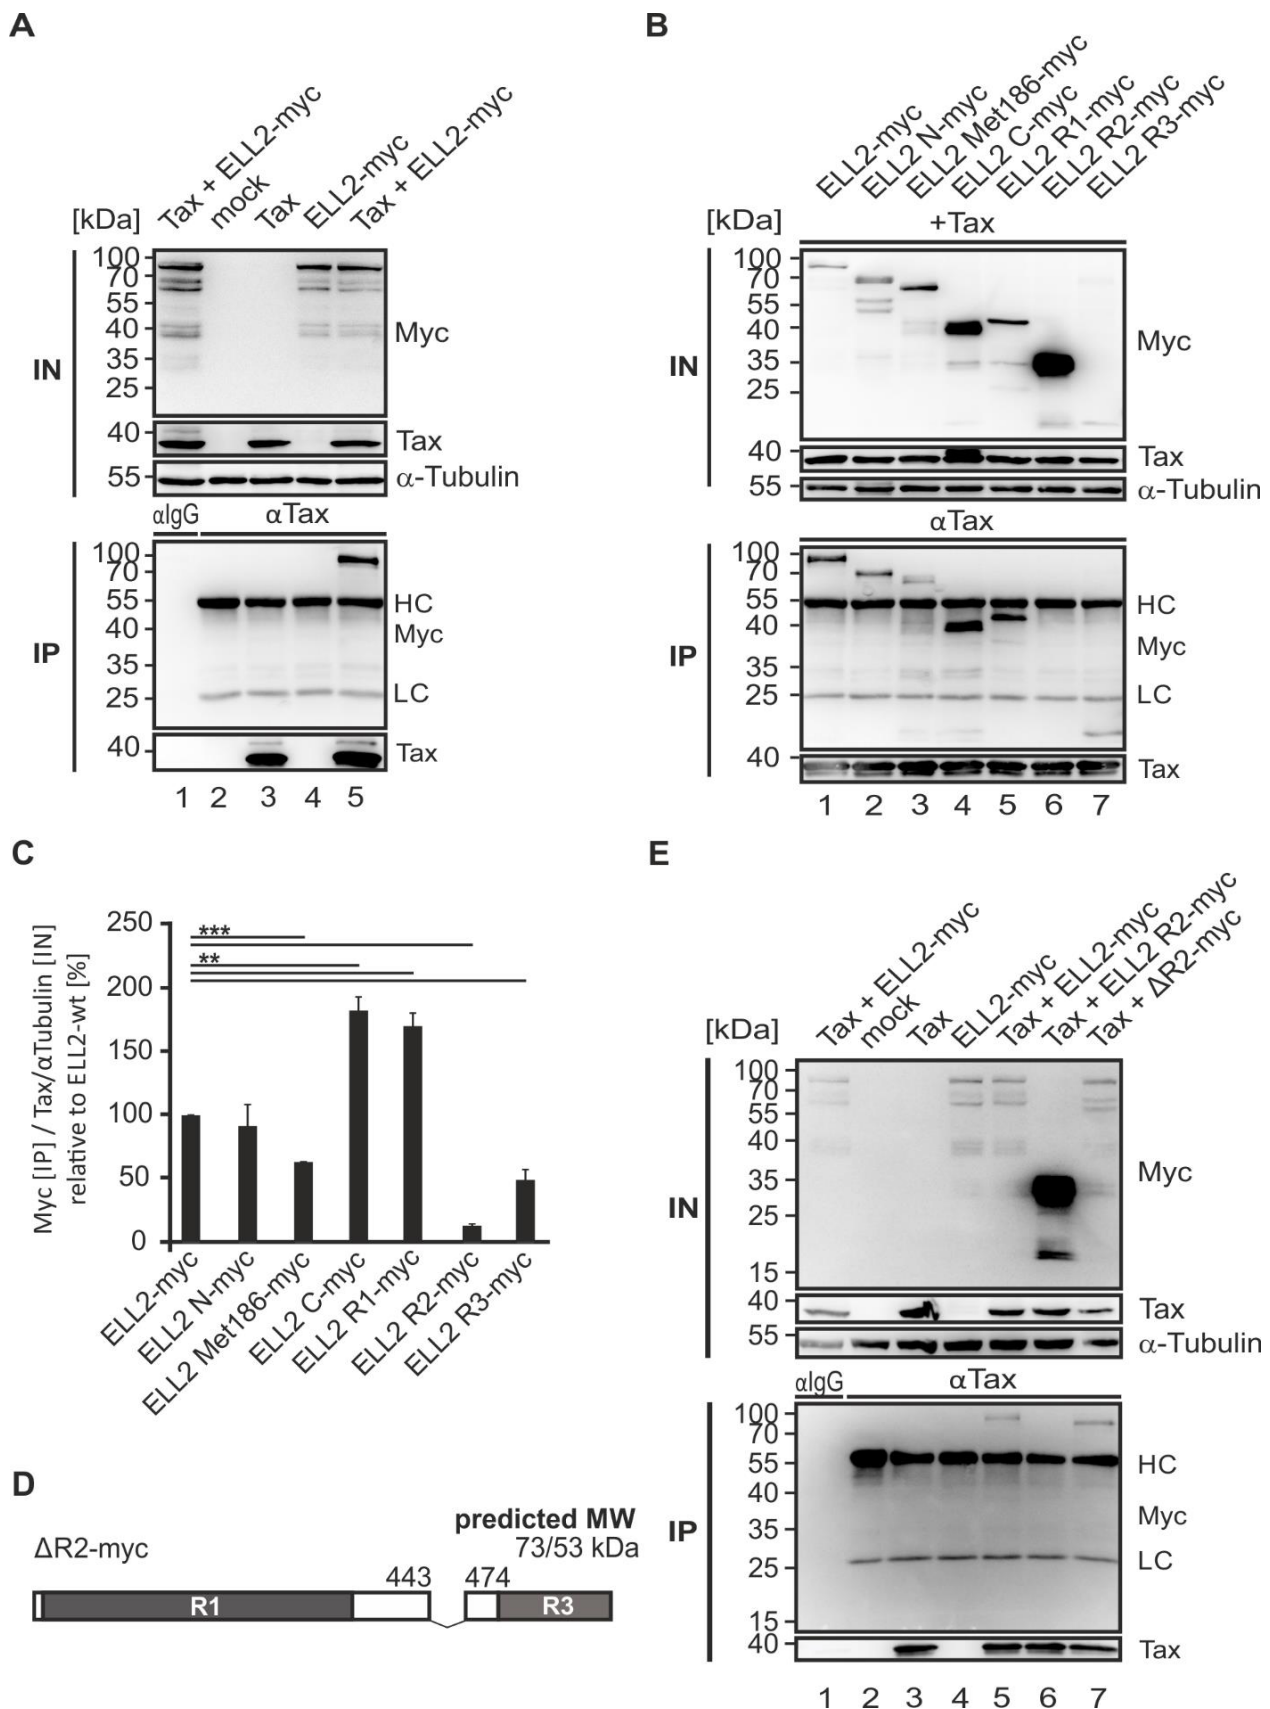 A
Tax + ELL2-myc
mock
Tax
ELL2-myc
Tax + ELL2-myc
[kDa]
IN
100
70
55
40
35
25
Myc
40
Tax
55
α-Tubulin
αIgG
αTax
IP
100
70
55
40
35
25
HC
Myc
LC
40
Tax
1 2 3 4 5
B
ELL2-myc
ELL2 N-myc
ELL2 Met186-myc
ELL2 C-myc
ELL2 R1-myc
ELL2 R2-myc
ELL2 R3-myc
[kDa]
+Tax
IN
100
70
55
40
35
25
Myc
40
Tax
55
α-Tubulin
αTax
IP
100
70
55
40
35
25
HC
Myc
LC
40
Tax
1 2 3 4 5 6 7
C
Myc [IP] / Tax/αTubulin [IN]
relative to ELL2-wt [%]
250
200
150
100
50
0
***
**
ELL2-myc
ELL2 N-myc
ELL2 Met186-myc
ELL2 C-myc
ELL2 R1-myc
ELL2 R2-myc
ELL2 R3-myc
D
predicted MW
ΔR2-myc 73/53 kDa
443 474
R1 R3
E
Tax + ELL2-myc
mock
Tax
ELL2-myc
Tax + ELL2-myc
Tax + ELL2 R2-myc
Tax + ΔR2-myc
[kDa]
IN
100
70
55
40
35
25
15
Myc
40
Tax
55
α-Tubulin
αIgG
αTax
IP
100
70
55
40
35
25
15
HC
Myc
LC
40
Tax
1 2 3 4 5 6 7